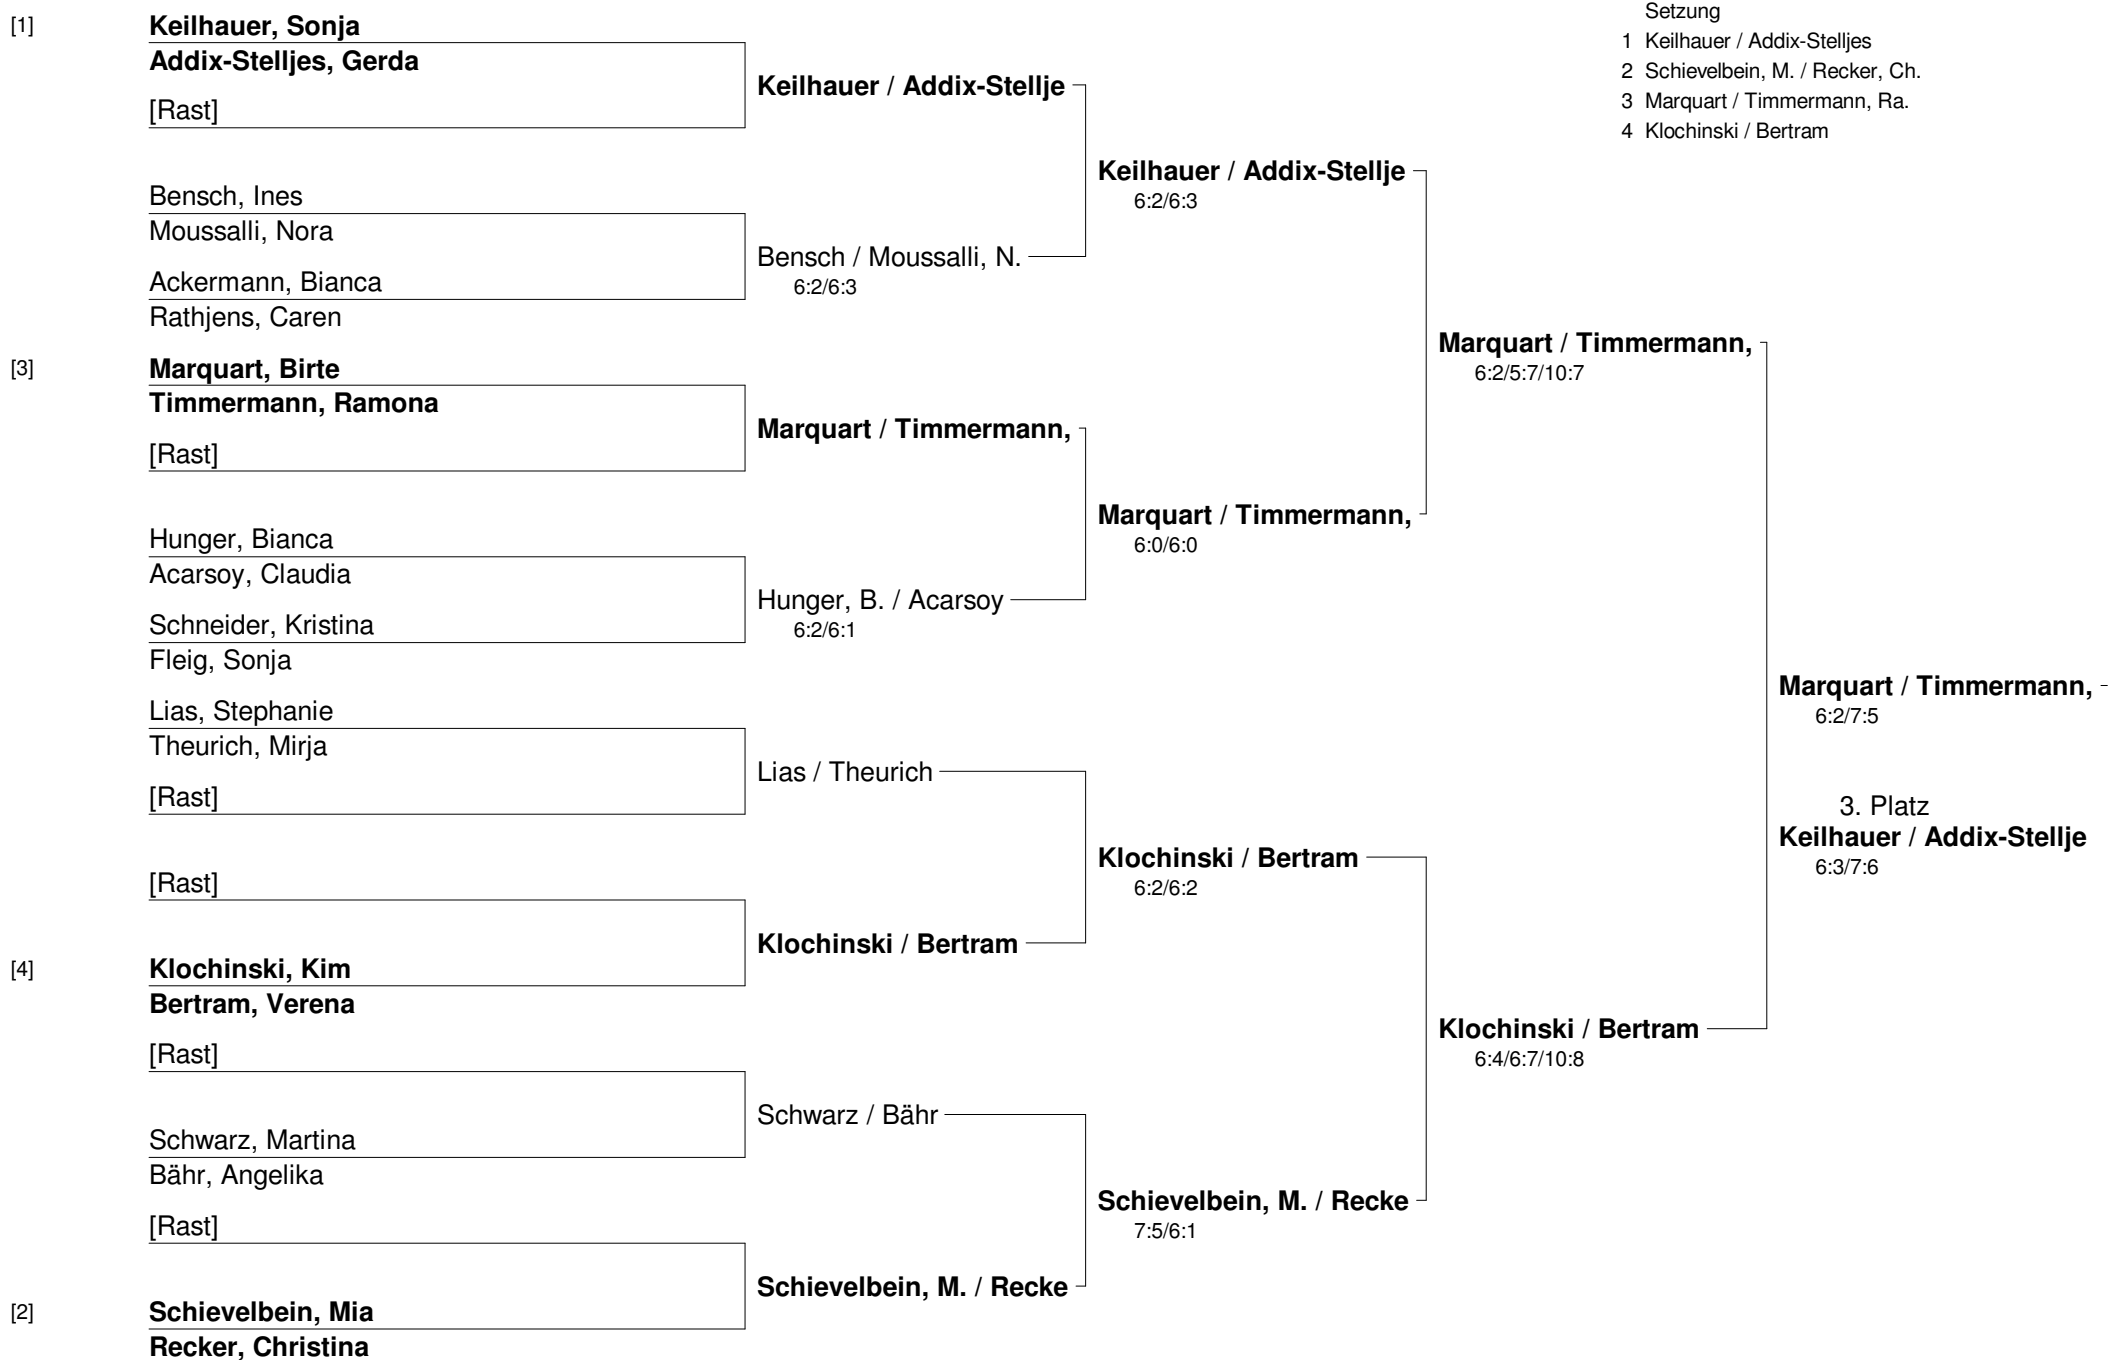 Setzung
1 Keilhauer / Addix-Stelljes
2 Schievelbein, M. / Recker, Ch.
3 Marquart / Timmermann, Ra.
4 Klochinski / Bertram
[1] Keilhauer, Sonja
Addix-Stelljes, Gerda
[Rast]
Bensch, Ines
Moussalli, Nora
Ackermann, Bianca
Rathjens, Caren
[3] Marquart, Birte
Timmermann, Ramona
[Rast]
Hunger, Bianca
Acarsoy, Claudia
Schneider, Kristina
Fleig, Sonja
Lias, Stephanie
Theurich, Mirja
[Rast]
[Rast]
[4] Klochinski, Kim
Bertram, Verena
[Rast]
Schwarz, Martina
Bähr, Angelika
[Rast]
[2] Schievelbein, Mia
Recker, Christina
Keilhauer / Addix-Stellje
Bensch / Moussalli, N.
6:2/6:3
Marquart / Timmermann,
Hunger, B. / Acarsoy
6:2/6:1
Lias / Theurich
Klochinski / Bertram
Schwarz / Bähr
Schievelbein, M. / Recke
Keilhauer / Addix-Stellje
6:2/6:3
Marquart / Timmermann,
6:0/6:0
Klochinski / Bertram
6:2/6:2
Schievelbein, M. / Recke
7:5/6:1
Marquart / Timmermann,
6:2/5:7/10:7
Klochinski / Bertram
6:4/6:7/10:8
Marquart / Timmermann,
6:2/7:5
3. Platz
Keilhauer / Addix-Stellje
6:3/7:6